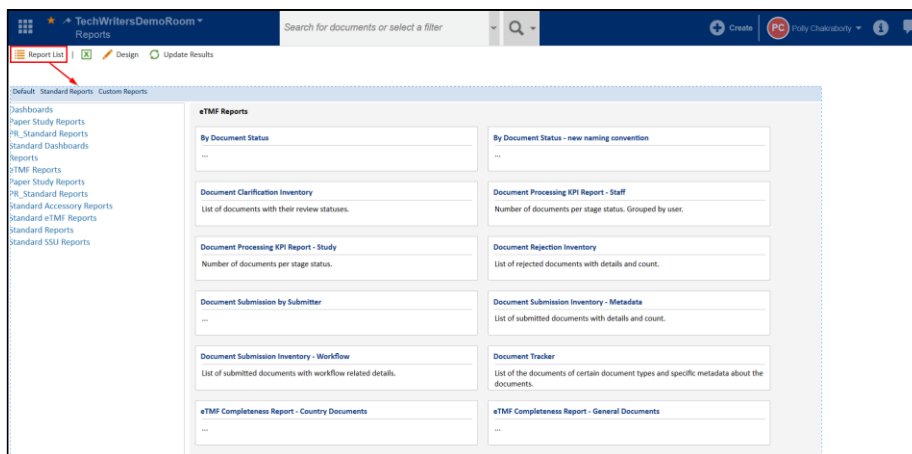 TechWritersDemoRoom
Reports
Search for documents or select a filter
Create
PC
Polly Chakraborty
Report List
Design
Update Results
Default Standard Reports Custom Reports
Dashboards
Paper Study Reports
PR_Standard Reports
Standard Dashboards
Reports
eTMF Reports
Paper Study Reports
PR_Standard Reports
Standard Accessory Reports
Standard eTMF Reports
Standard Reports
Standard SSU Reports
eTMF Reports
By Document Status
...
By Document Status - new naming convention
...
Document Clarification Inventory
List of documents with their review statuses.
Document Processing KPI Report - Staff
Number of documents per stage status. Grouped by user.
Document Processing KPI Report - Study
Number of documents per stage status.
Document Rejection Inventory
List of rejected documents with details and count.
Document Submission by Submitter
...
Document Submission Inventory - Metadata
List of submitted documents with details and count.
Document Submission Inventory - Workflow
List of submitted documents with workflow related details.
Document Tracker
List of the documents of certain document types and specific metadata about the
documents.
eTMF Completeness Report - Country Documents
...
eTMF Completeness Report - General Documents
...